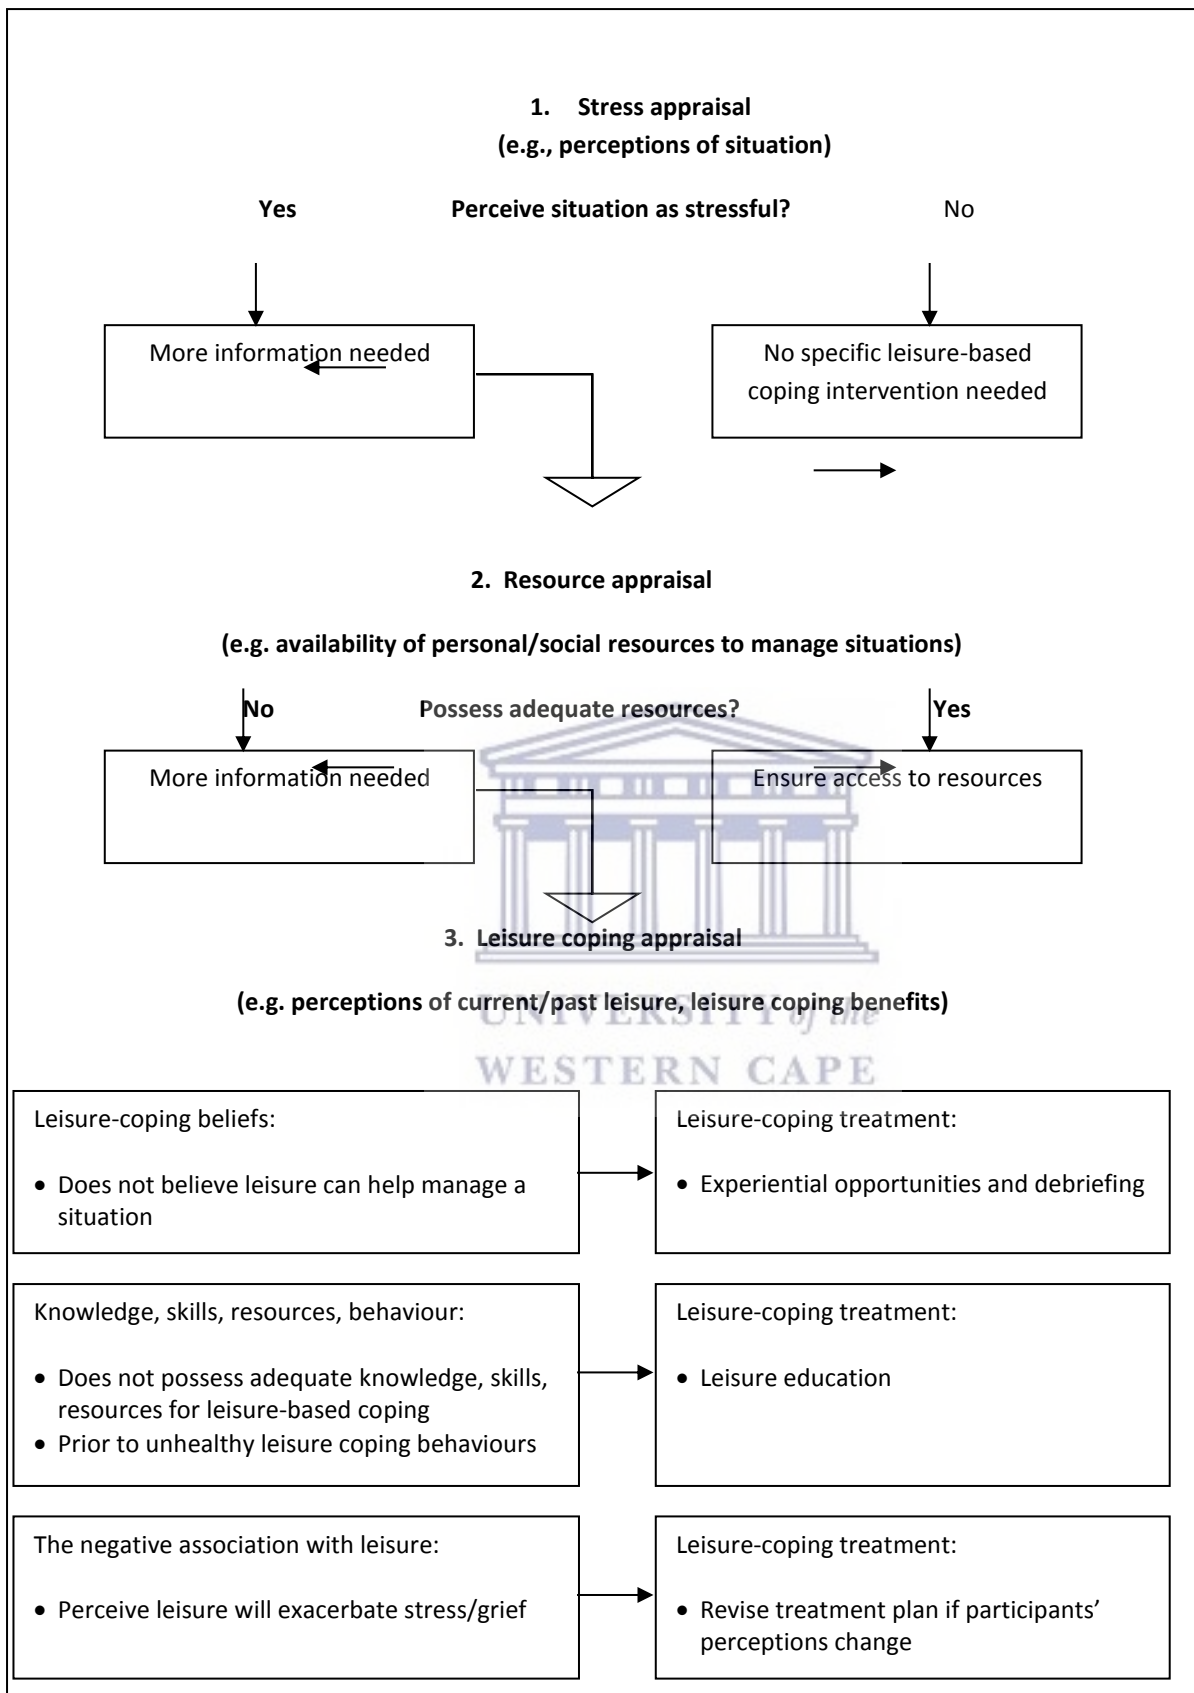 1. Stress appraisal
(e.g., perceptions of situation)
Yes Perceive situation as stressful? No
More information needed
No specific leisure-based
coping intervention needed
2. Resource appraisal
(e.g. availability of personal/social resources to manage situations)
No Possess adequate resources? Yes
More information needed
Ensure access to resources
3. Leisure coping appraisal
(e.g. perceptions of current/past leisure, leisure coping benefits)
UNIVERSITY of the
WESTERN CAPE
Leisure-coping beliefs:
• Does not believe leisure can help manage a
situation
Leisure-coping treatment:
• Experiential opportunities and debriefing
Knowledge, skills, resources, behaviour:
• Does not possess adequate knowledge, skills,
resources for leisure-based coping
• Prior to unhealthy leisure coping behaviours
Leisure-coping treatment:
• Leisure education
The negative association with leisure:
• Perceive leisure will exacerbate stress/grief
Leisure-coping treatment:
• Revise treatment plan if participants’
perceptions change